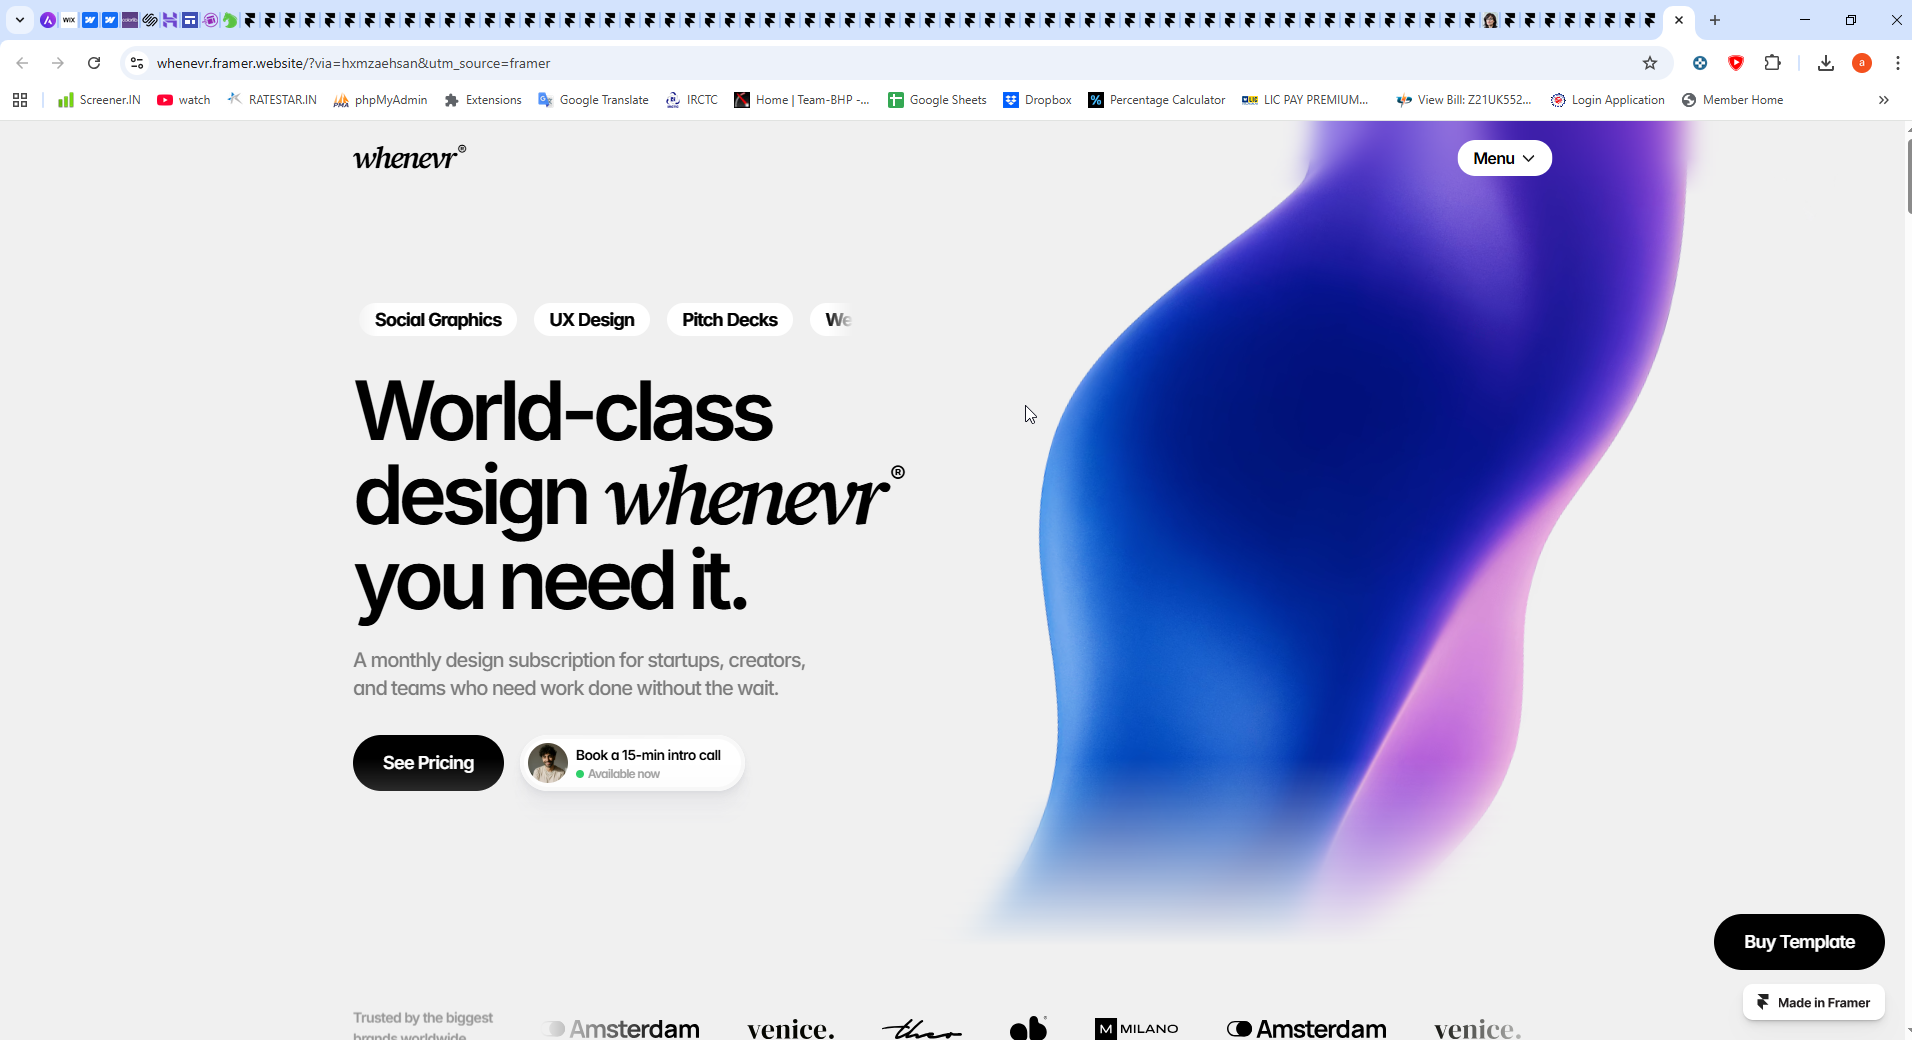 whenevr.framer.website/?via=hxmzaehsan&utm_source=framer
a
Screener.IN
watch
RATESTAR.IN
phpMyAdmin
Extensions
Google Translate
IRCTC
Home | Team-BHP -...
Google Sheets
Dropbox
Percentage Calculator
LIC PAY PREMIUM...
View Bill: Z21UK552...
Login Application
Member Home
whenevr®
Menu
Social Graphics
UX Design
Pitch Decks
We
World-class
design whenevr®
you need it.
A monthly design subscription for startups, creators,
and teams who need work done without the wait.
See Pricing
Book a 15-min intro call
Available now
Buy Template
Made in Framer
Trusted by the biggest
brands worldwide
Amsterdam
venice.
theo
M MILANO
Amsterdam
venice.